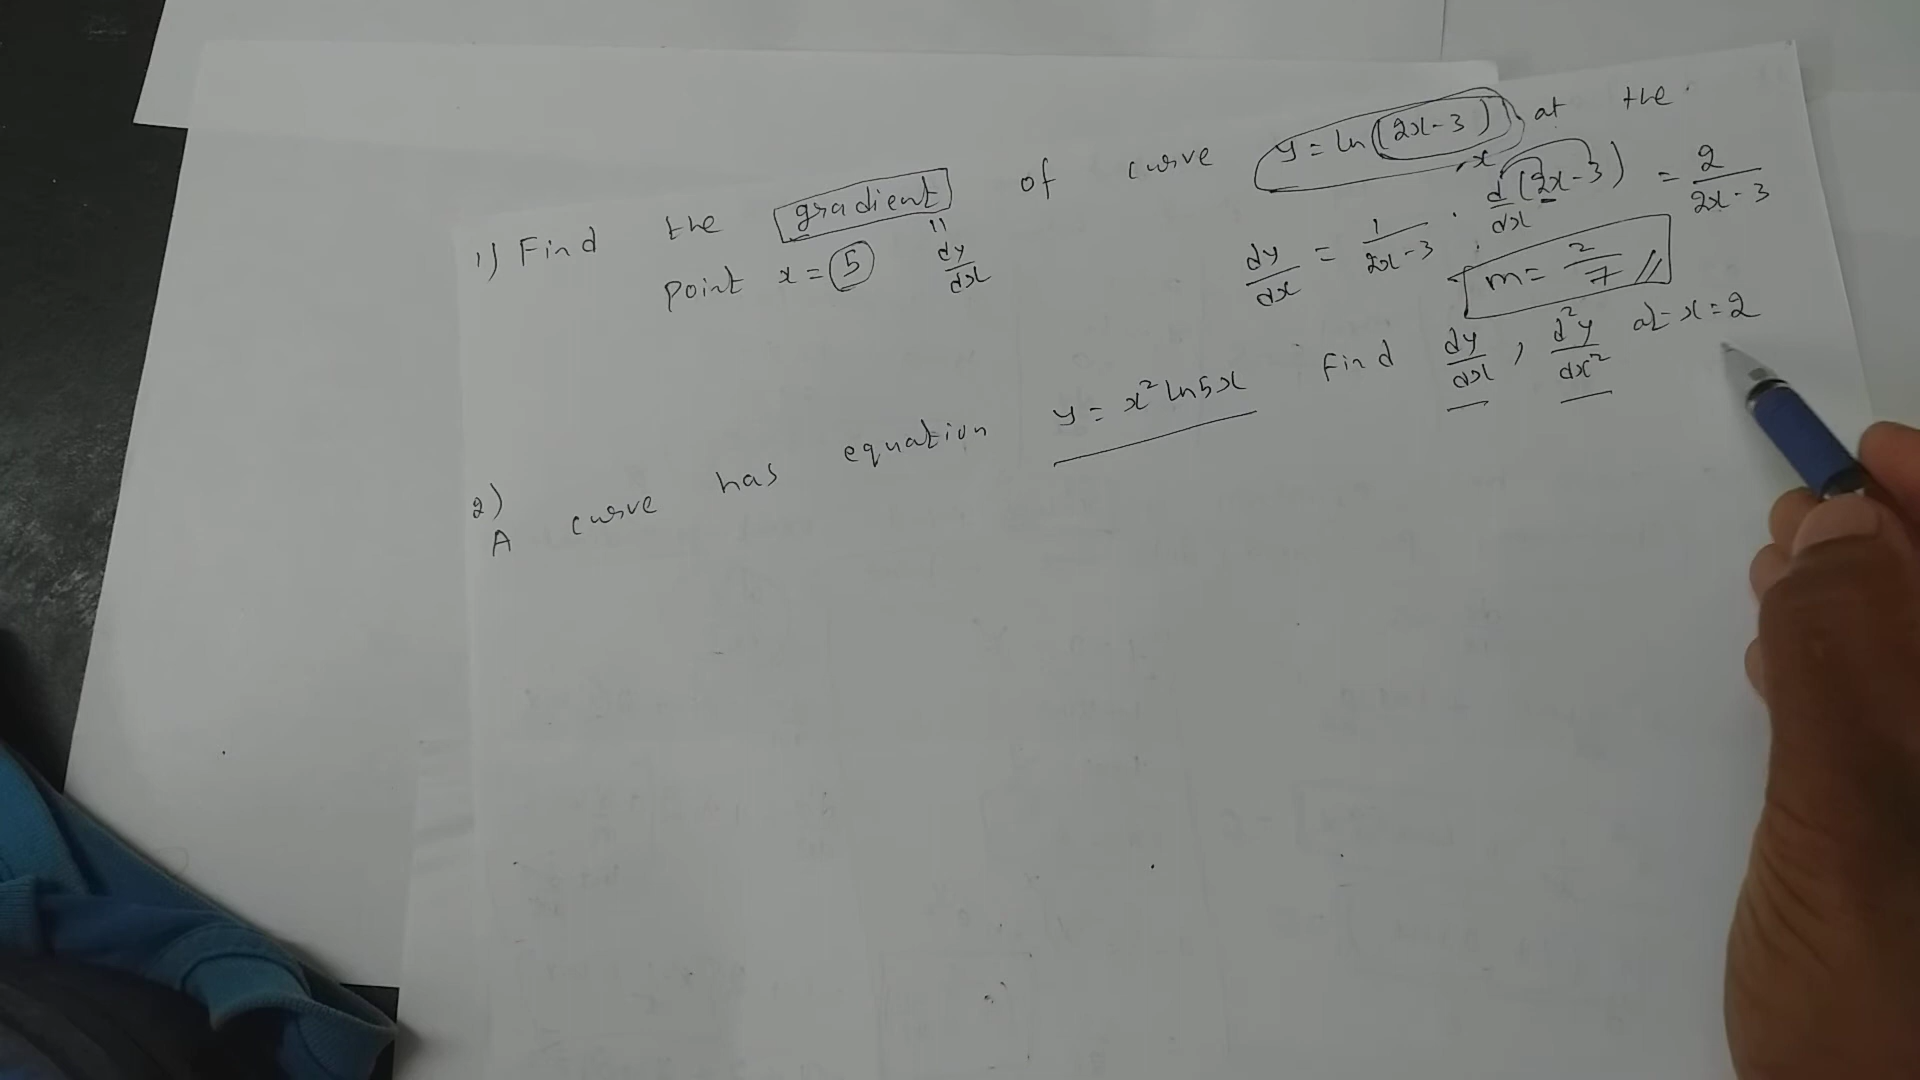 1) Find the gradient of curve y = ln(2x-3) at the
point x = 5
dy/dx
dy/dx = 1/(2x-3) · d/dx (2x-3) = 2/(2x-3)
m = 2/7 //
2)
A curve has equation y = x² ln5x Find dy/dx , d²y/dx² at x = 2